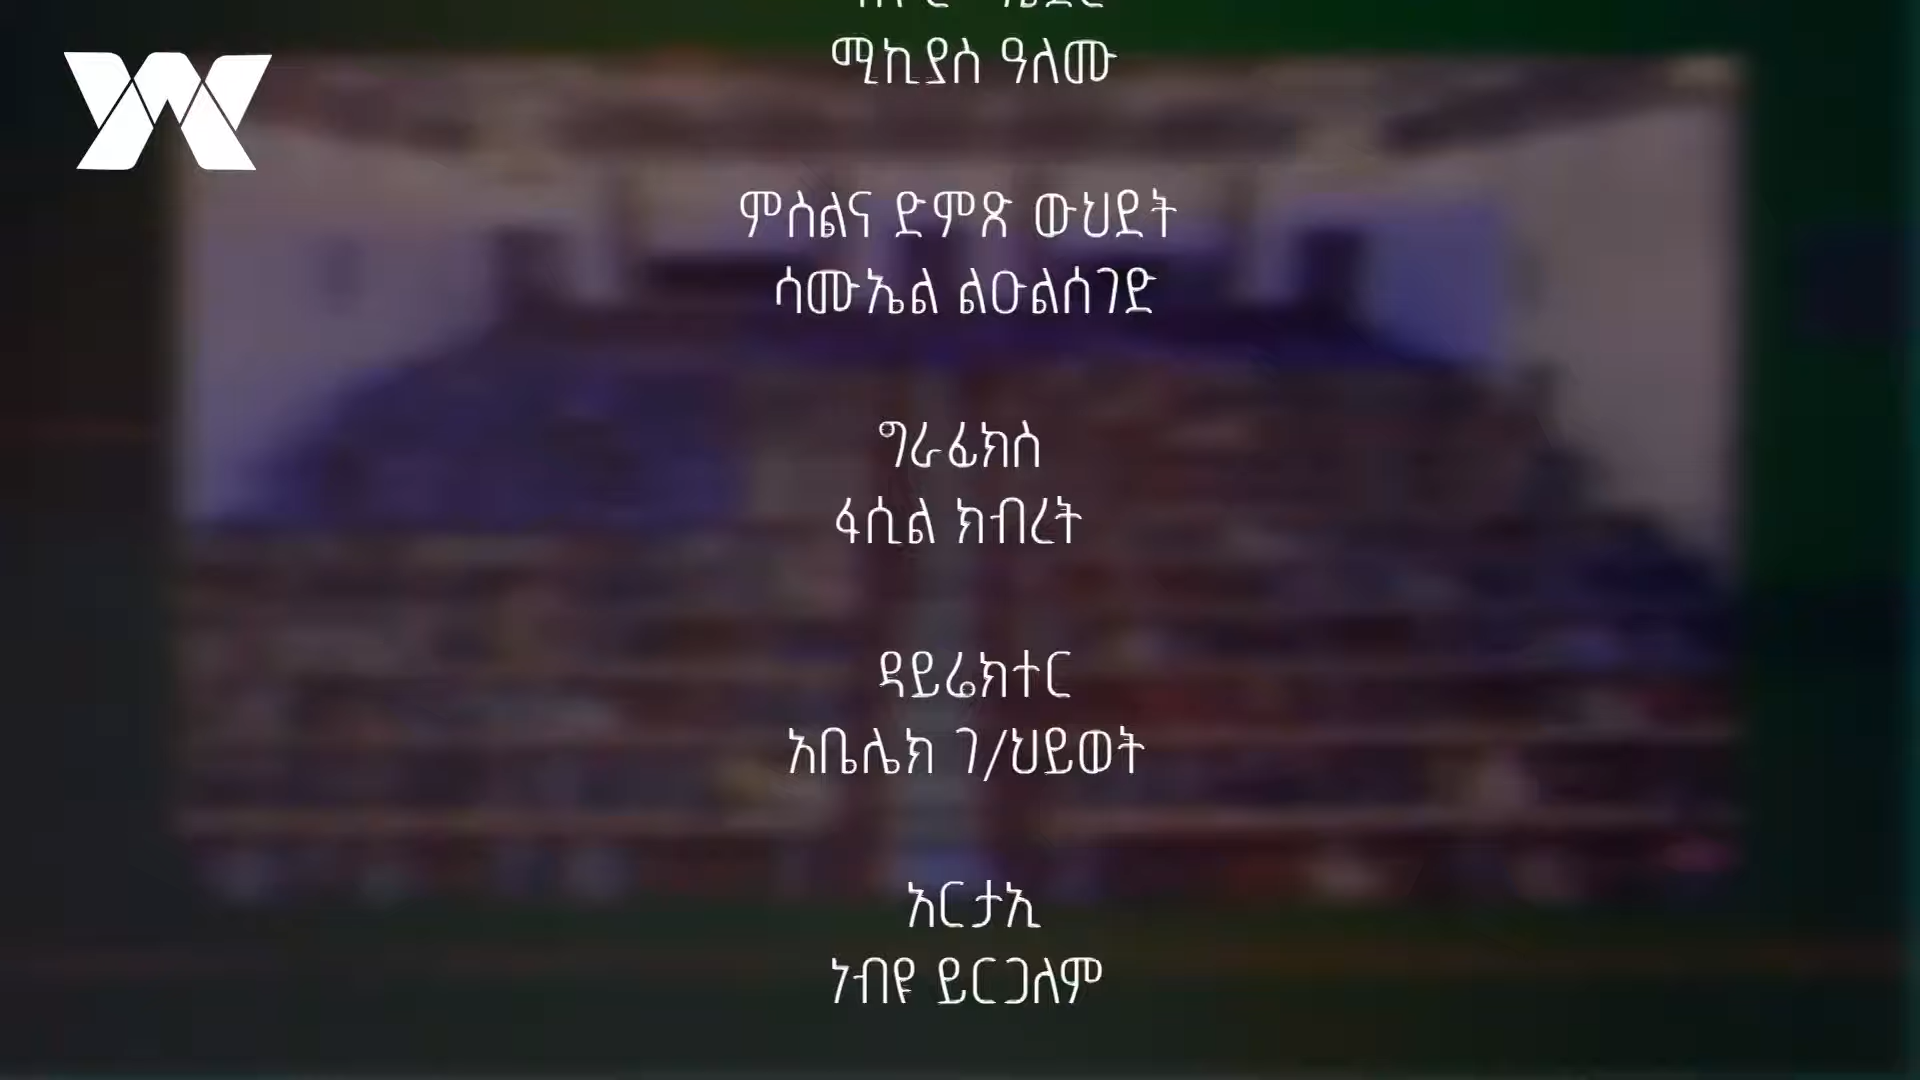 ሚኪያስ ዓለሙ
ምስልና ድምጽ ውህደት
ሳሙኤል ልዑልሰገድ
ግራፊክስ
ፋሲል ክብረት
ዳይሬክተር
አቤሌክ ገ/ህይወት
አርታኢ
ነብዩ ይርጋለም